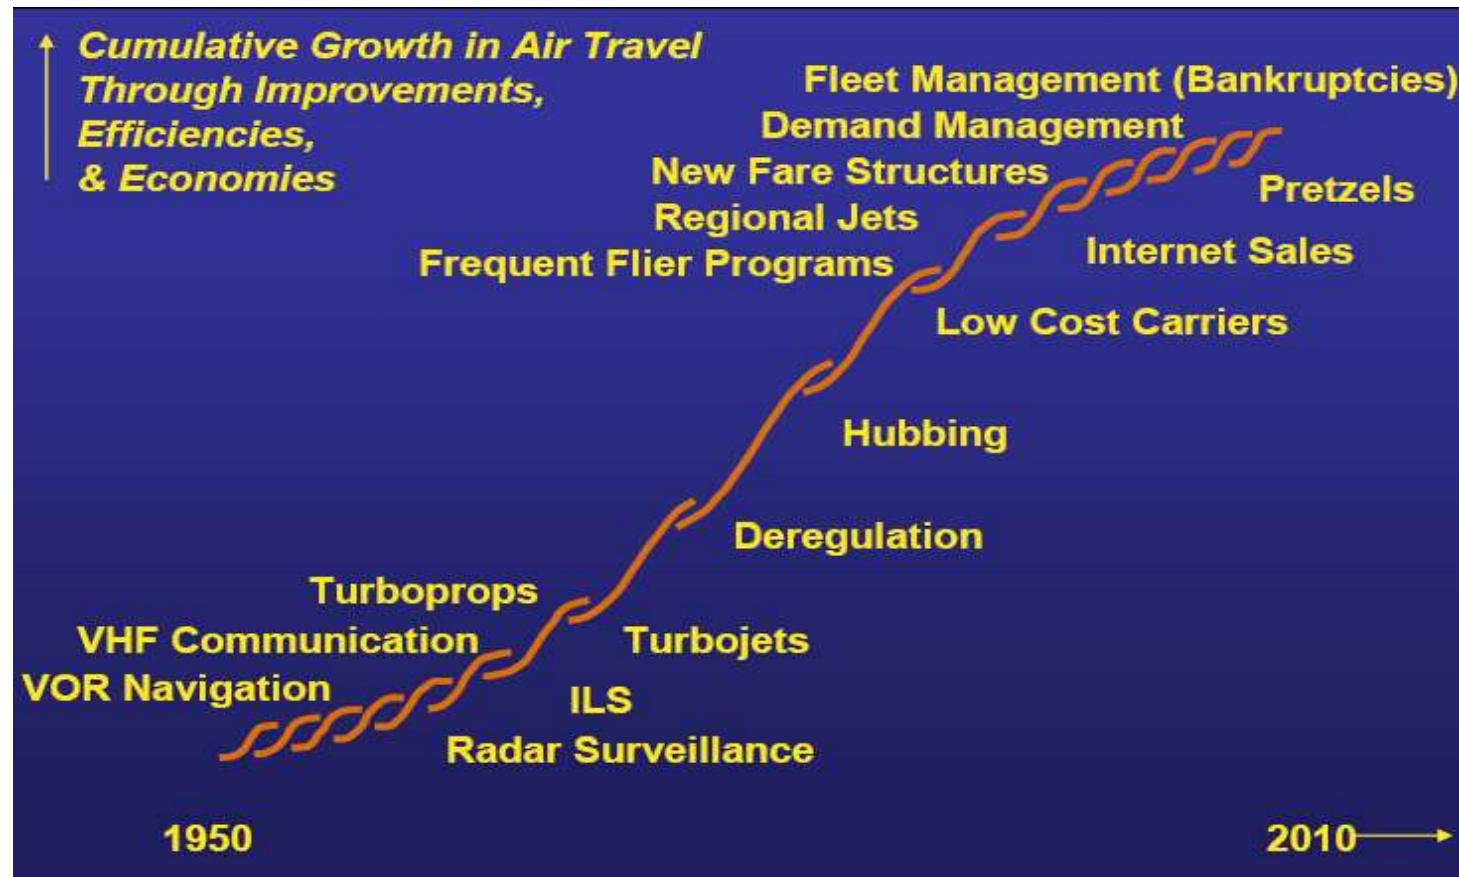 Cumulative Growth in Air Travel
Through Improvements,
Efficiencies,
& Economies
Fleet Management (Bankruptcies)
Demand Management
New Fare Structures
Pretzels
Regional Jets
Internet Sales
Frequent Flier Programs
Low Cost Carriers
Hubbing
Deregulation
Turboprops
VHF Communication
Turbojets
VOR Navigation
ILS
Radar Surveillance
1950
2010